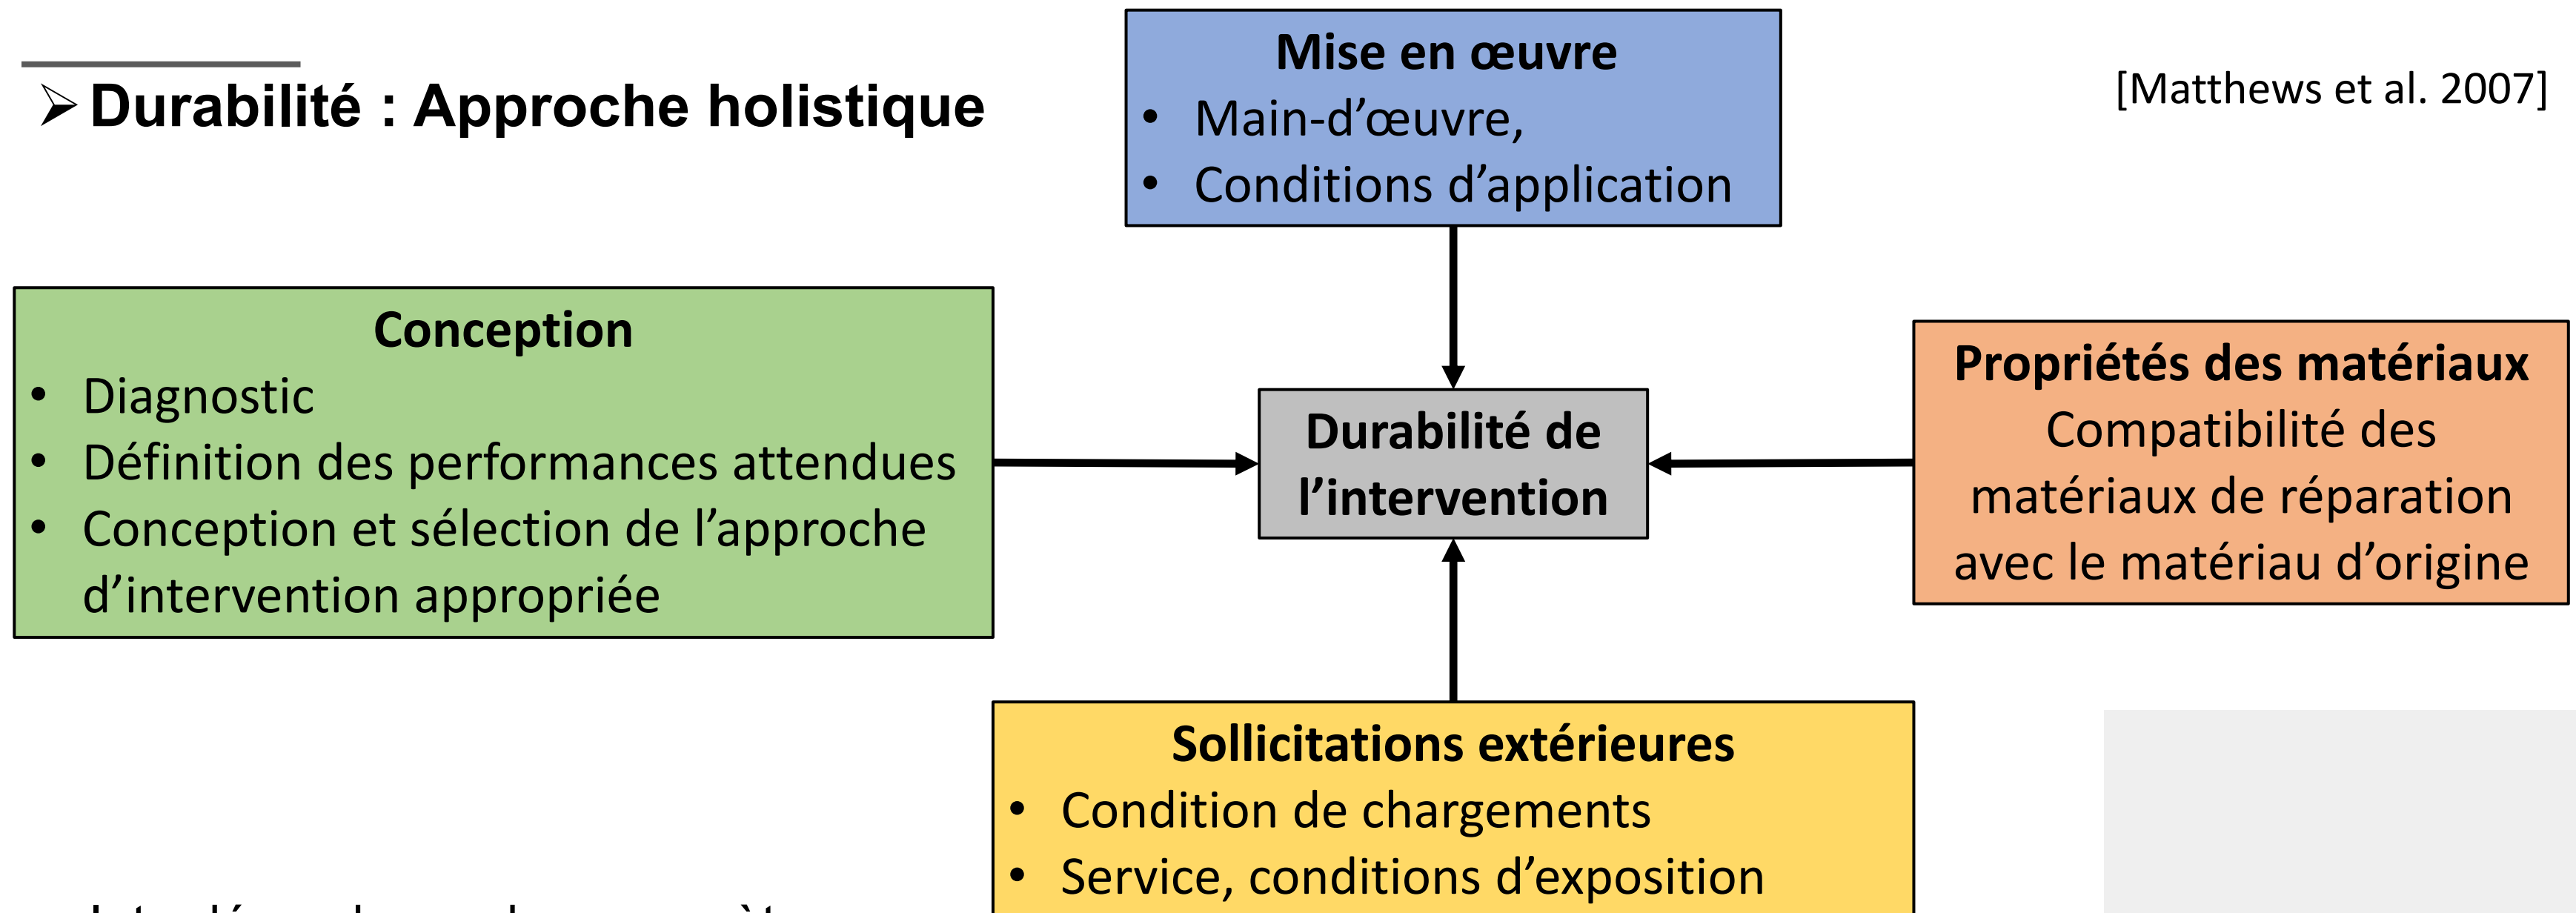 ➢ Durabilité : Approche holistique
[Matthews et al. 2007]
Mise en œuvre
• Main-d’œuvre,
• Conditions d’application
Conception
• Diagnostic
• Définition des performances attendues
• Conception et sélection de l’approche
d’intervention appropriée
Durabilité de
l’intervention
Propriétés des matériaux
Compatibilité des
matériaux de réparation
avec le matériau d’origine
Sollicitations extérieures
• Condition de chargements
• Service, conditions d’exposition